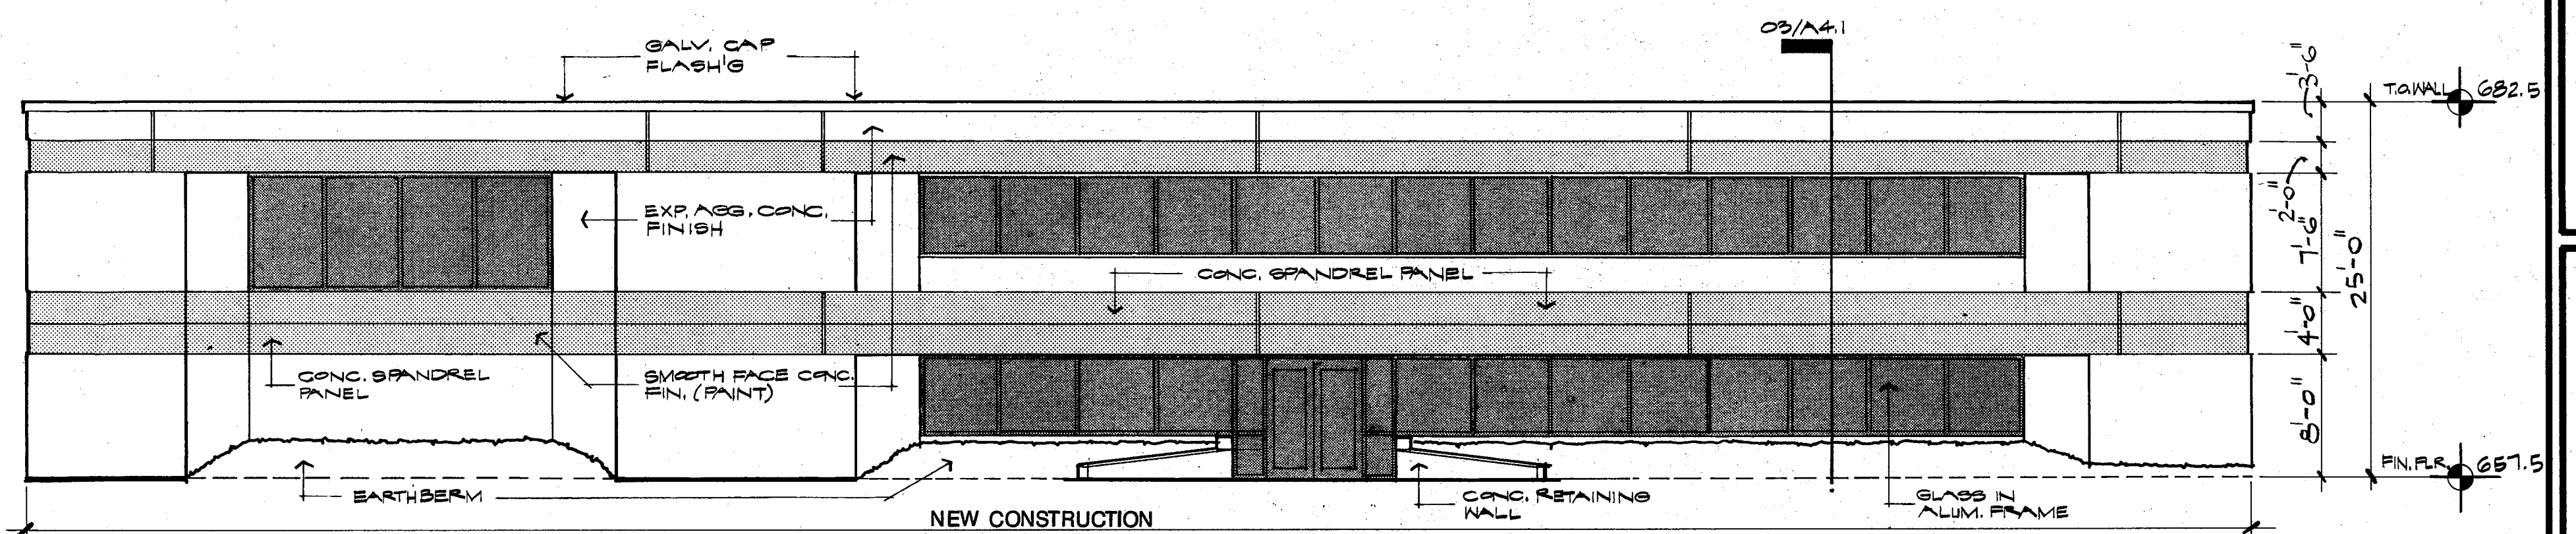 03/A4.1
GALV. CAP
FLASH'G
3'-6"
T.O.WALL 682.5
EXP. AGG. CONC.
FINISH
2'-0"
7'-6"
25'-0"
CONC. SPANDREL PANEL
4'-0"
CONC. SPANDREL
PANEL
SMOOTH FACE CONC.
FIN. (PAINT)
8'-0"
FIN. FLR. 657.5
EARTH BERM
CONC. RETAINING
WALL
GLASS IN
ALUM. FRAME
NEW CONSTRUCTION